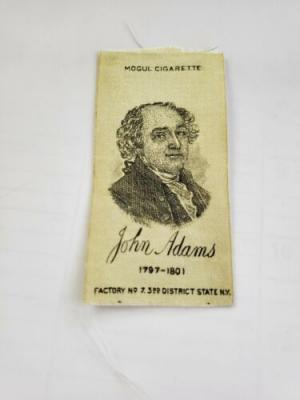 MOGUL CIGARETTE
John Adams
1797-1801
FACTORY No 7. 3RD DISTRICT STATE N.Y.